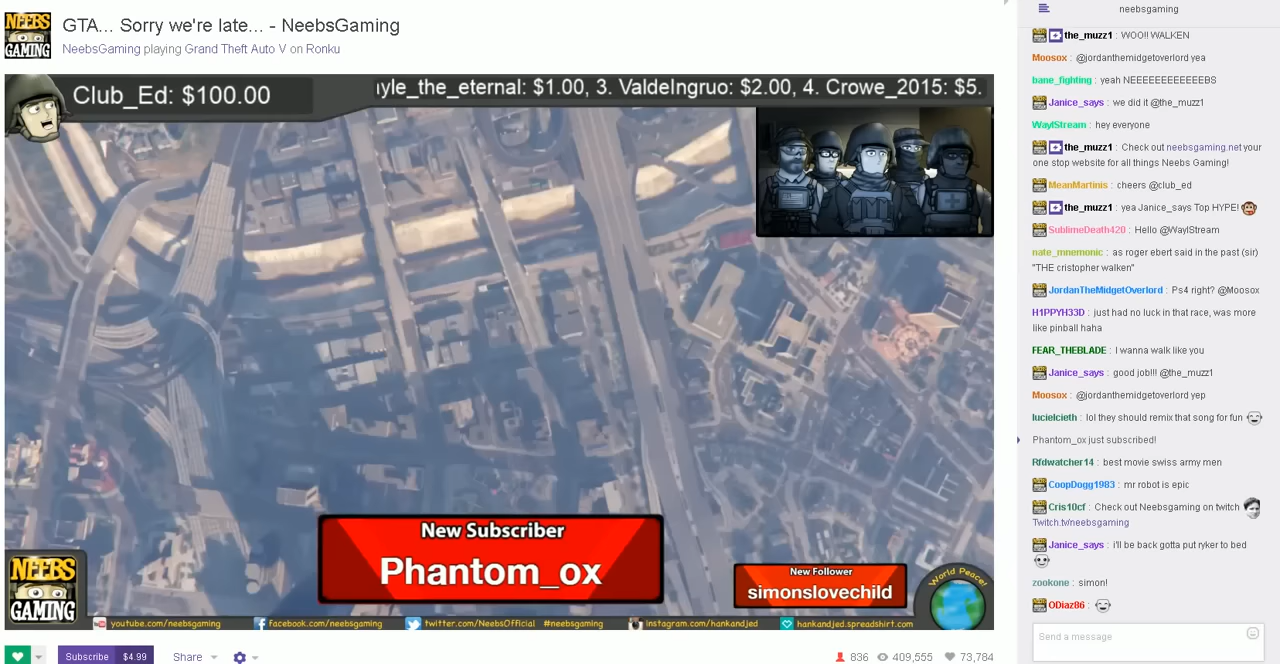 NEEBS
GAMING
GTA... Sorry we're late... - NeebsGaming
NeebsGaming playing Grand Theft Auto V on Ronku
Club_Ed: $100.00
yle_the_eternal: $1.00, 3. ValdeIngruo: $2.00, 4. Crowe_2015: $5.
New Subscriber
Phantom_ox
New Follower
simonslovechild
World Peace!
NEEBS
GAMING
youtube.com/neebsgaming
facebook.com/neebsgaming
twitter.com/NeebsOfficial #neebsgaming
instagram.com/hankandjed
hankandjed.spreadshirt.com
Subscribe $4.99
Share
836 409,555 73,784
neebsgaming
the_muzz1 : WOO!! WALKEN
Moosox : @jordanthemidgetoverlord yea
bane_fighting : yeah NEEEEEEEEEEEEBS
Janice_says : we did it @the_muzz1
WaylStream : hey everyone
the_muzz1 : Check out neebsgaming.net your
one stop website for all things Neebs Gaming!
MeanMartinis : cheers @club_ed
the_muzz1 : yea Janice_says Top HYPE!
SublimeDeath420 : Hello @WaylStream
nate_mnemonic : as roger ebert said in the past (sir)
"THE cristopher walken"
JordanTheMidgetOverlord : Ps4 right? @Moosox
H1PPYH33D : just had no luck in that race, was more
like pinball haha
FEAR_THEBLADE : I wanna walk like you
Janice_says : good job!!! @the_muzz1
Moosox : @jordanthemidgetoverlord yep
lucielcieth : lol they should remix that song for fun
Phantom_ox just subscribed!
Rfdwatcher14 : best movie swiss army men
CoopDogg1983 : mr robot is epic
Cris10cf : Check out Neebsgaming on twitch
Twitch.tv/neebsgaming
Janice_says : i'll be back gotta put ryker to bed
zookone : simon!
ODiaz86 :
Send a message